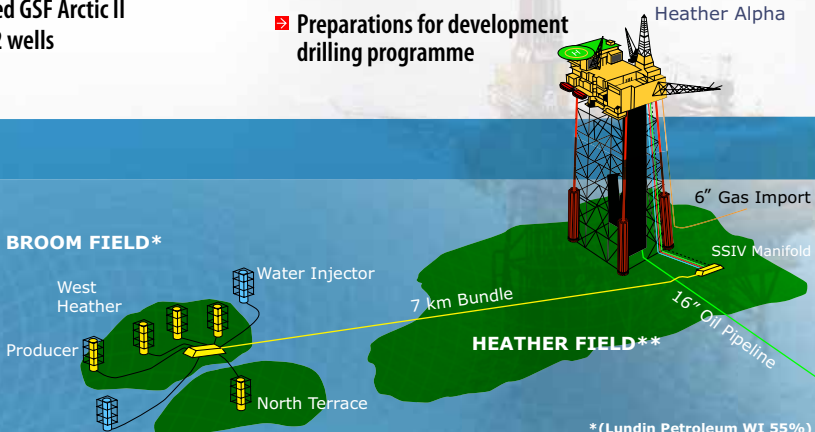 ed GSF Arctic II
2 wells
Preparations for development
drilling programme
Heather Alpha
H
6" Gas Import
BROOM FIELD*
SSIV Manifold
West
Heather
Water Injector
7 km Bundle
16" Oil Pipeline
Producer
HEATHER FIELD**
North Terrace
*(Lundin Petroleum WI 55%)